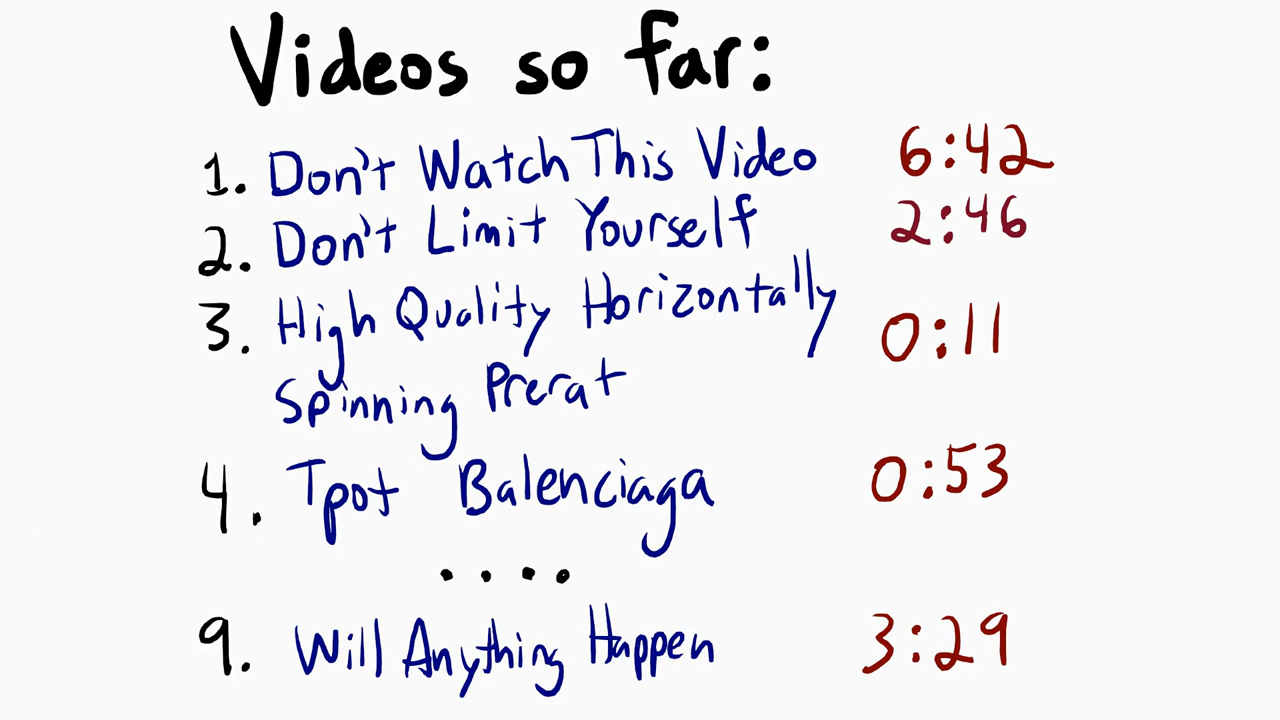 Videos so far:
1. Don't Watch This Video 6:42
2. Don't Limit Yourself 2:46
3. High Quality Horizontally 0:11
Spinning Prerat
4. Tpot Balenciaga 0:53
....
9. Will Anything Happen 3:29